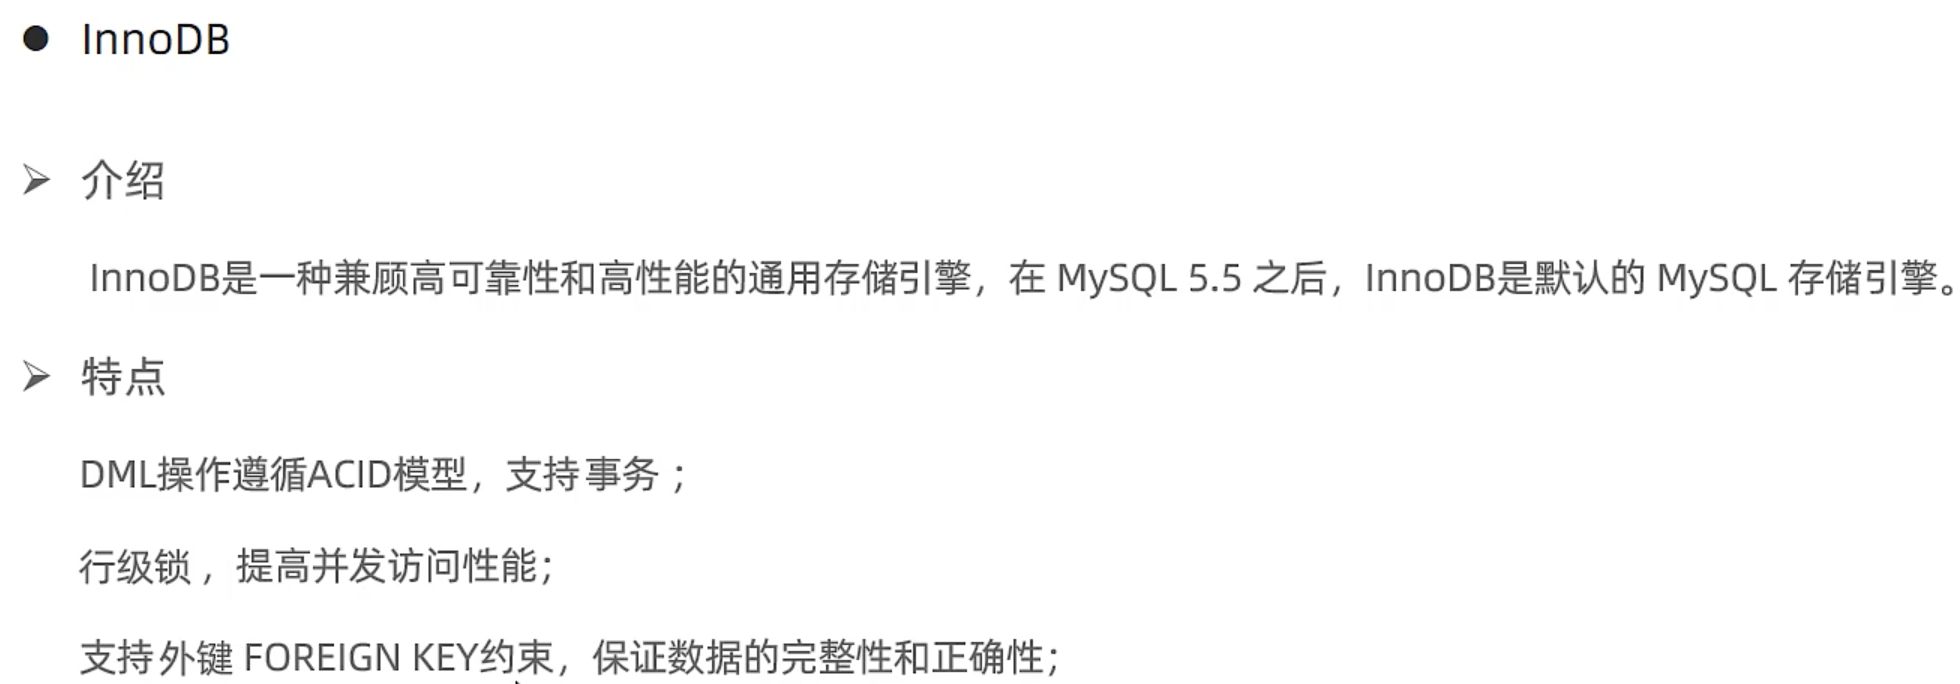 ● InnoDB
➢ 介绍
InnoDB是一种兼顾高可靠性和高性能的通用存储引擎，在 MySQL 5.5 之后，InnoDB是默认的 MySQL 存储引擎。
➢ 特点
DML操作遵循ACID模型，支持事务；
行级锁，提高并发访问性能；
支持外键 FOREIGN KEY约束，保证数据的完整性和正确性；